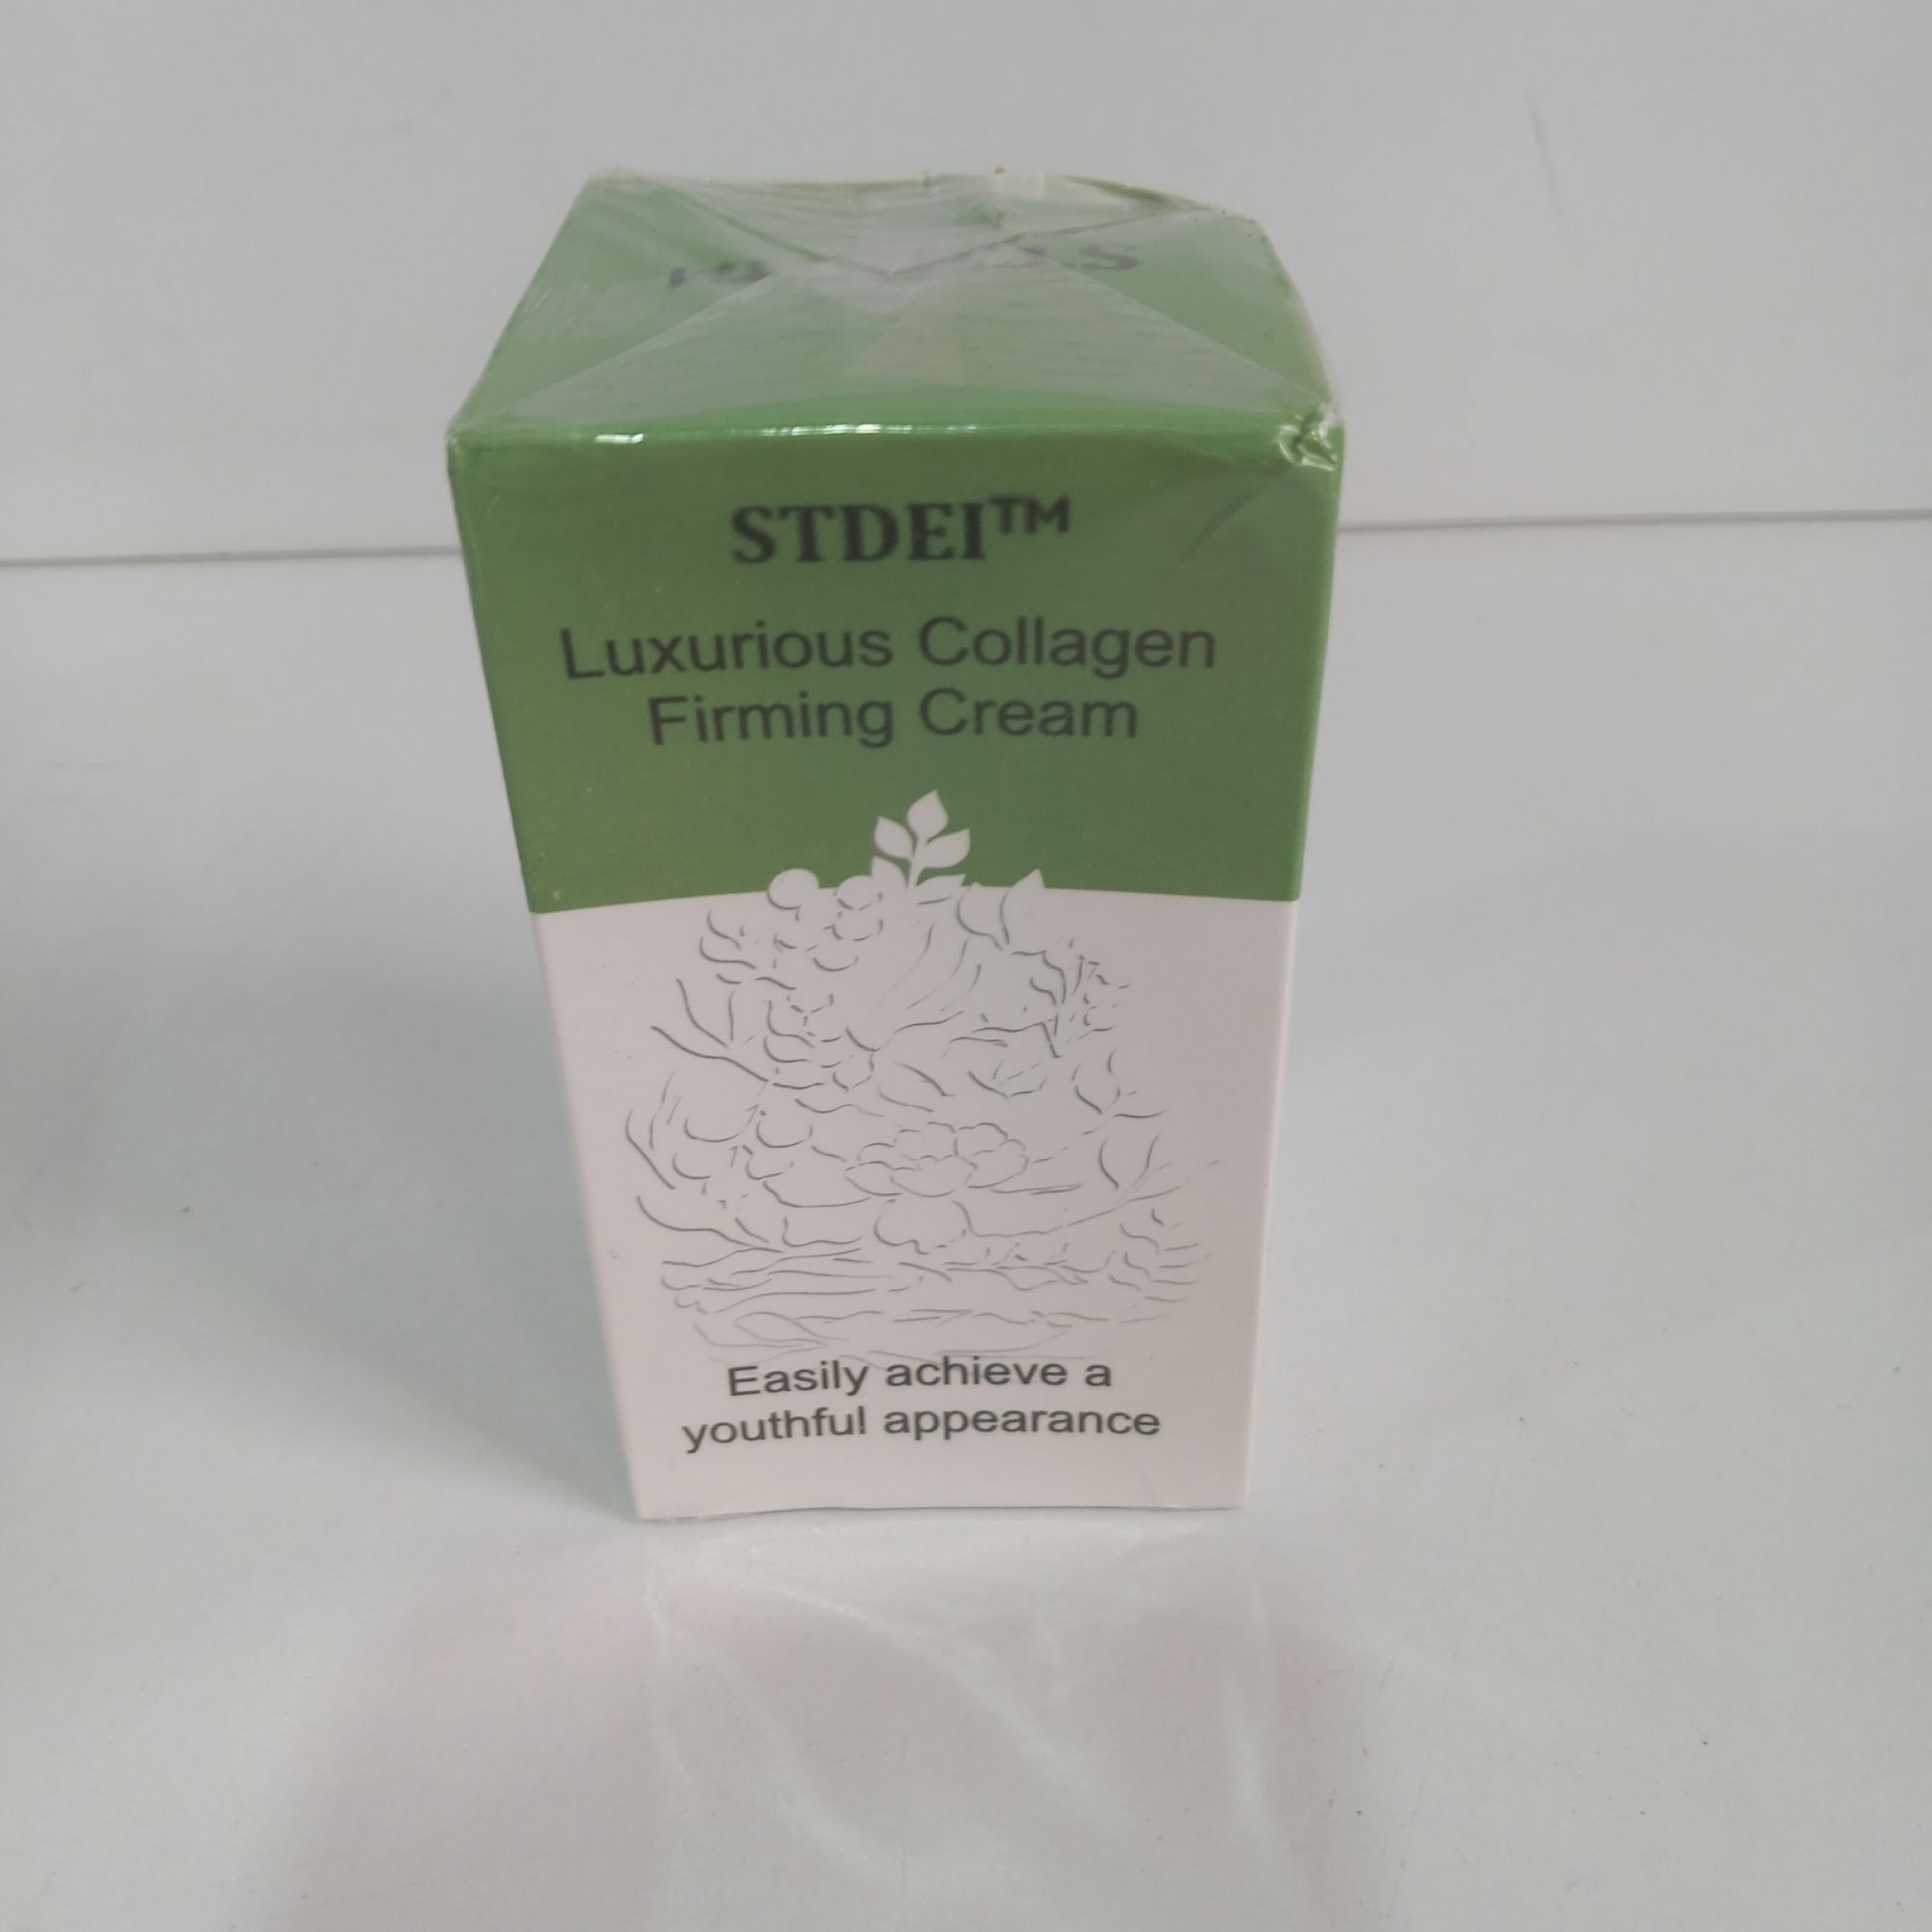 STDEI™
Luxurious Collagen
Firming Cream
Easily achieve a
youthful appearance